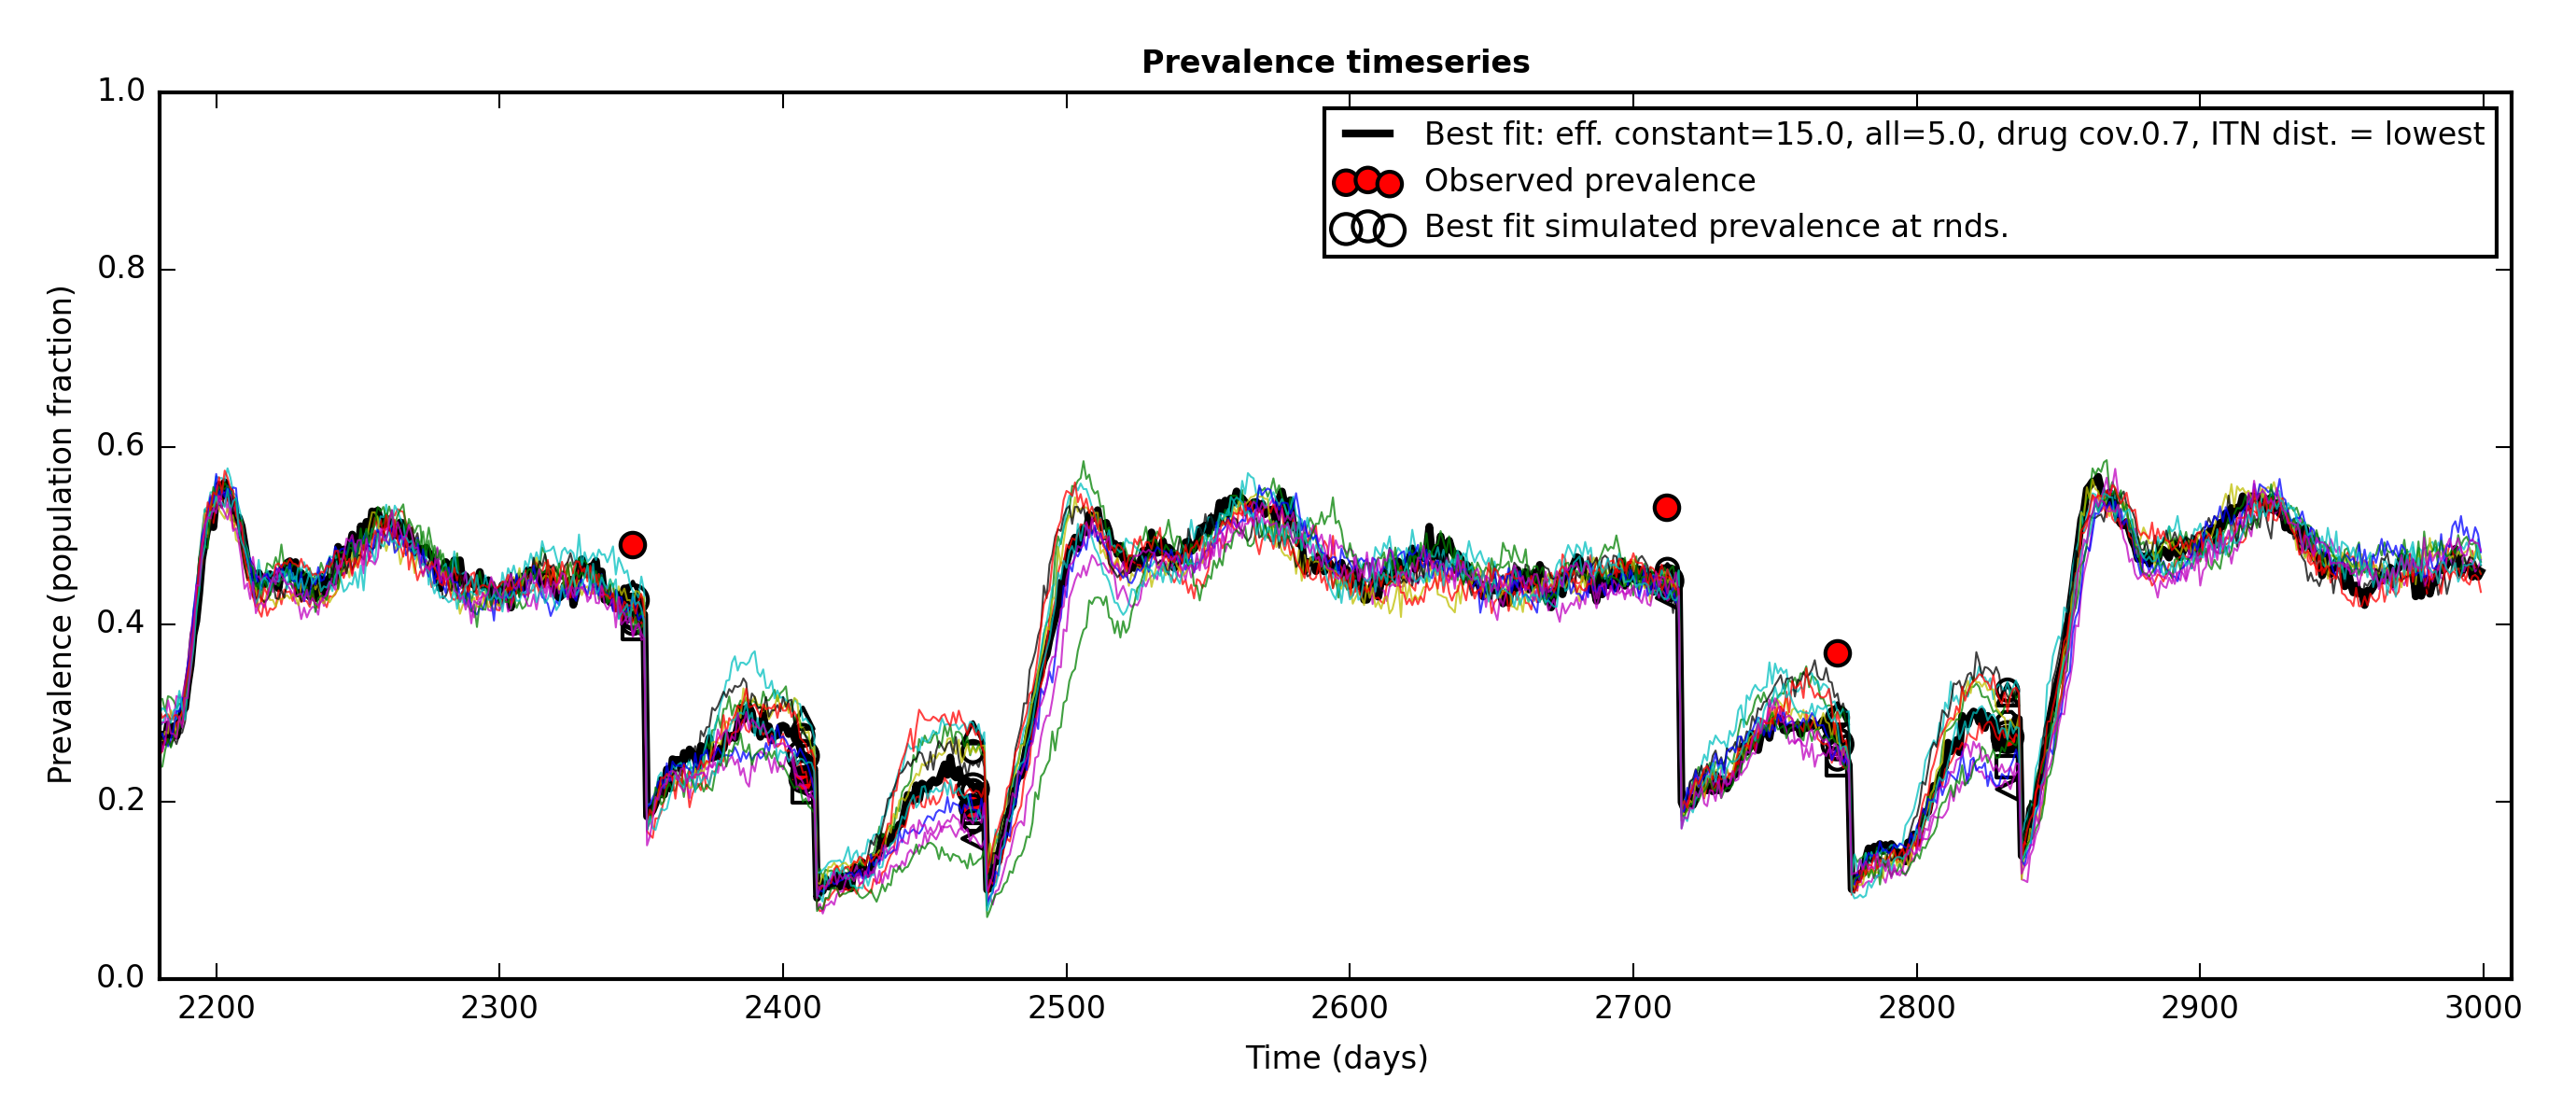 Prevalence timeseries
1.0
0.8
0.6
0.4
0.2
0.0
Prevalence (population fraction)
Best fit: eff. constant=15.0, all=5.0, drug cov.0.7, ITN dist. = lowest
Observed prevalence
Best fit simulated prevalence at rnds.
2200 2300 2400 2500 2600 2700 2800 2900 3000
Time (days)